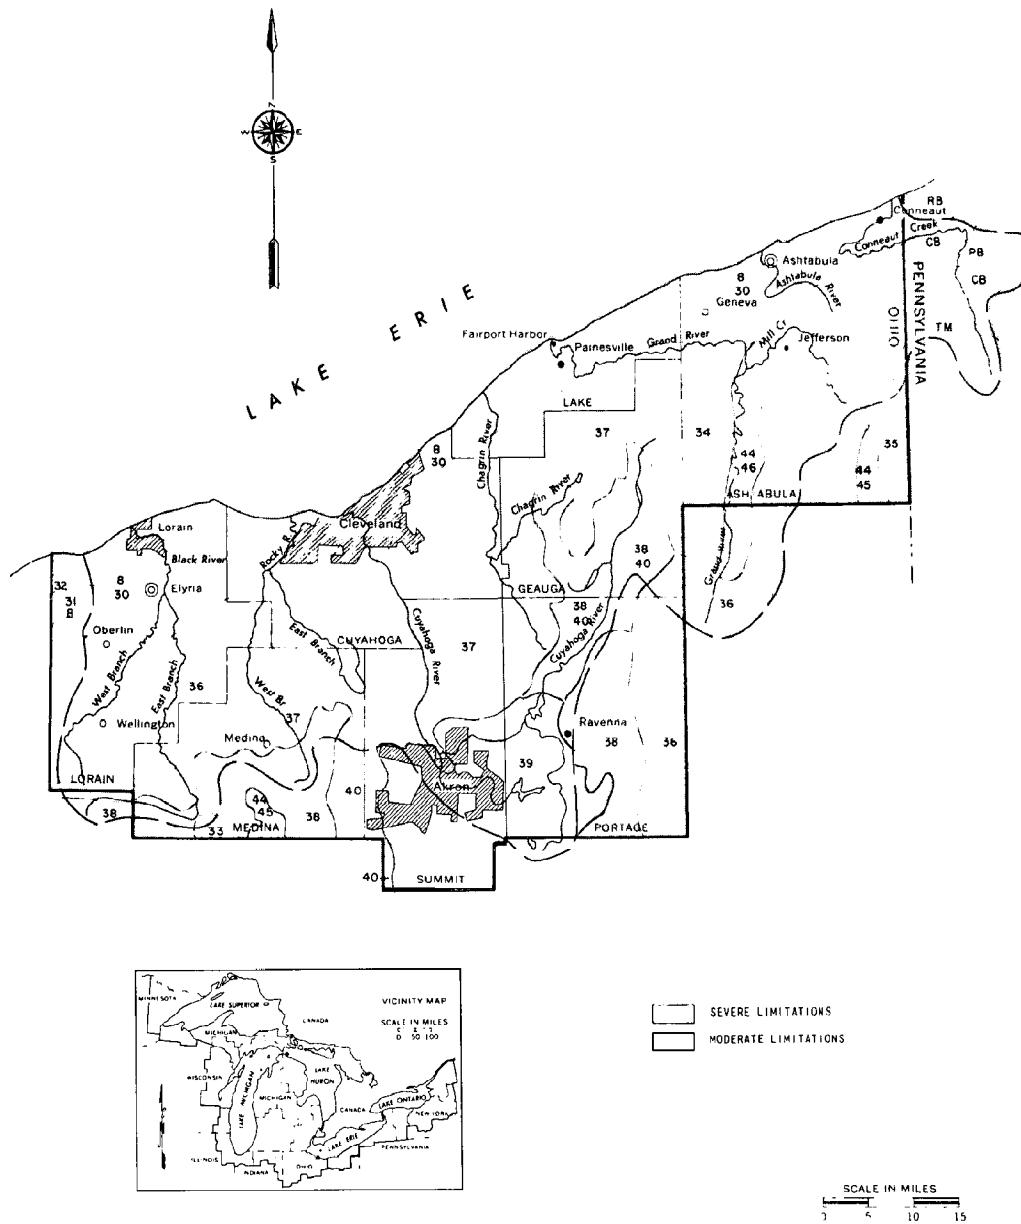 N
W E
S
RB
Conneaut
Conneaut Creek
CB
RB
CB
PENNSYLVANIA
OHIO
TM
Ashtabula
8
30
Ashtabula River
Geneva
LAKE ERIE
Fairport Harbor
Painesville
Grand River
Mill Cr
Jefferson
LAKE
37
34
35
8
30
Chagrin River
44
46
44
45
Chagrin River
ASHTABULA
Cleveland
Lorain
Rocky R.
Black River
38
40
Grand River
32
31
8
8
30
Elyria
GEAUGA
38
40
36
Oberlin
Cuyahoga River
East Branch
CUYAHOGA
37
Cuyahoga River
West Branch
East Branch
36
West Br
Wellington
37
Ravenna
Medina
38
36
LORAIN
39
Akron
40
44
45
38
38
33
MEDINA
PORTAGE
40
SUMMIT
MINNESOTA
LAKE SUPERIOR
VICINITY MAP
CANADA
SCALE IN MILES
0 50 100
MICHIGAN
WISCONSIN
LAKE MICHIGAN
MICHIGAN
LAKE HURON
CANADA
LAKE ONTARIO
NEW YORK
LAKE ERIE
PENNSYLVANIA
ILLINOIS
INDIANA
OHIO
SEVERE LIMITATIONS
MODERATE LIMITATIONS
SCALE IN MILES
0 5 10 15